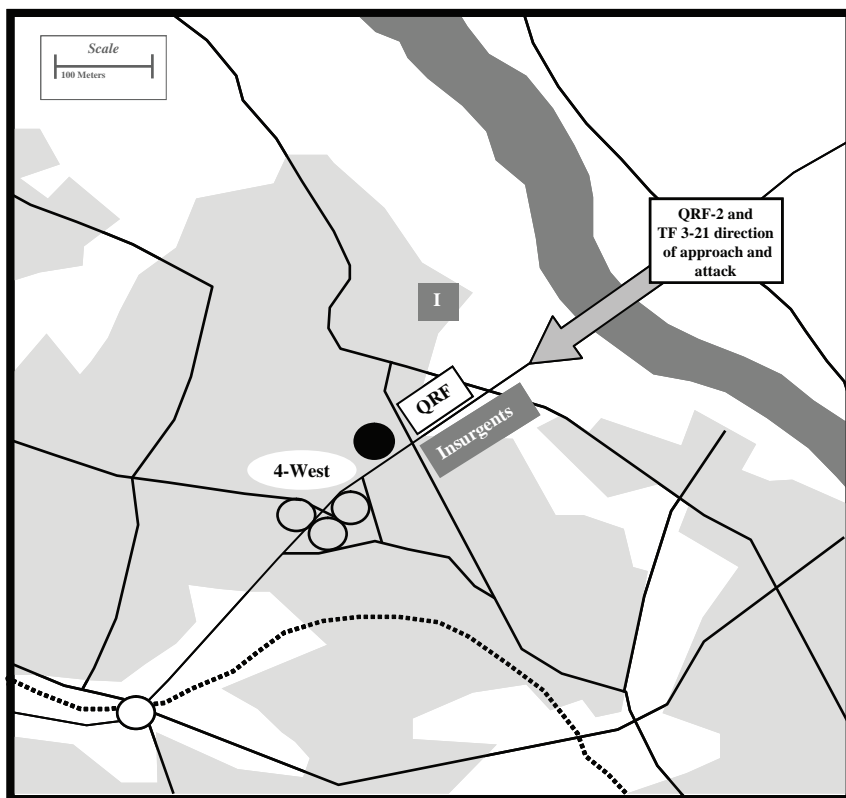 Scale
100 Meters
QRF-2 and
TF 3-21 direction
of approach and
attack
I
QRF
Insurgents
4-West